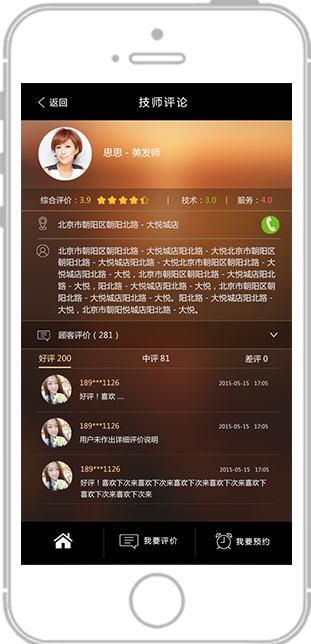 返回
技师评论
思思 - 美发师
综合评价：3.9 | 技术：3.0 | 服务：4.0
北京市朝阳区朝阳北路 - 大悦城店
北京市朝阳区朝阳北路 - 大悦城店阳北路 - 大悦北京市朝阳区
朝阳北路 - 大悦城店阳北路 - 大悦北京市朝阳区朝阳北路 - 大
悦城店阳北路 - 大悦，北京市朝阳区朝阳北路 - 大悦城店阳北
路 - 大悦，阳北路 - 大悦城店阳北路 - 大悦，北京市朝阳区朝
阳北路 - 大悦城店阳北路 - 大悦。阳北路 - 大悦城店阳北路 -
大悦，北京市朝阳悦城店阳北路 - 大悦。
顾客评价（281）
好评 200
中评 81
差评 0
189***1126
2015-05-15 17:05
好评！喜欢 ....
189***1126
2015-05-15 17:05
用户未作出详细评价说明
189***1126
2015-05-15 17:05
好评！喜欢下次来喜欢下次来喜欢下次来喜欢下次来喜欢下
喜欢下次来喜欢下次来
我要评价
我要预约